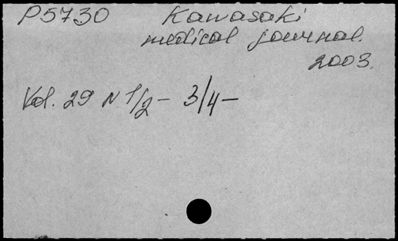 P5730 Kawasaki
medical journal.
2003.
Vol. 29 N 1/2 - 3/4 -